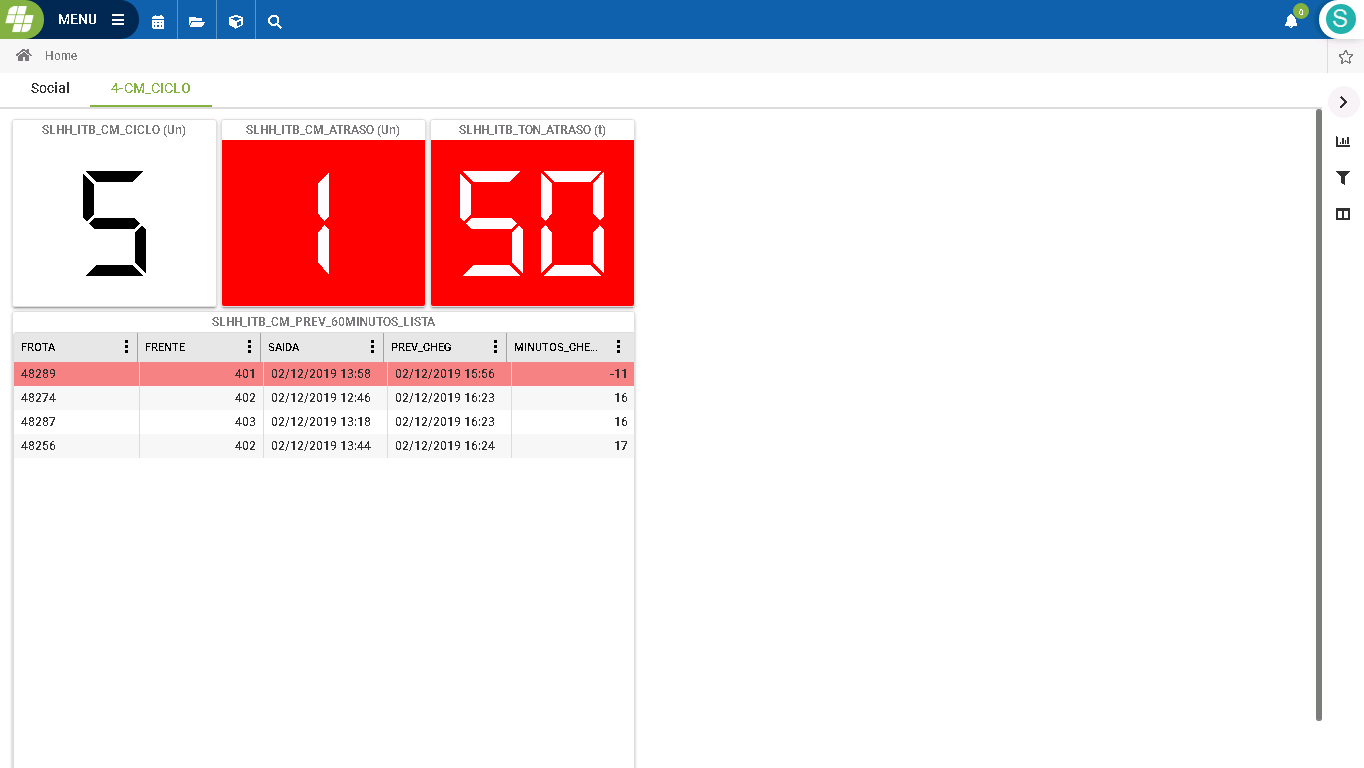 MENU
0
S
Home
Social 4-CM_CICLO
SLHH_ITB_CM_CICLO (Un) SLHH_ITB_CM_ATRASO (Un) SLHH_ITB_TON_ATRASO (t)
5 1 50
SLHH_ITB_CM_PREV_60MINUTOS_LISTA
FROTA FRENTE SAIDA PREV_CHEG MINUTOS_CHE...
48289 401 02/12/2019 13:58 02/12/2019 15:56 -11
48274 402 02/12/2019 12:46 02/12/2019 16:23 16
48287 403 02/12/2019 13:18 02/12/2019 16:23 16
48256 402 02/12/2019 13:44 02/12/2019 16:24 17